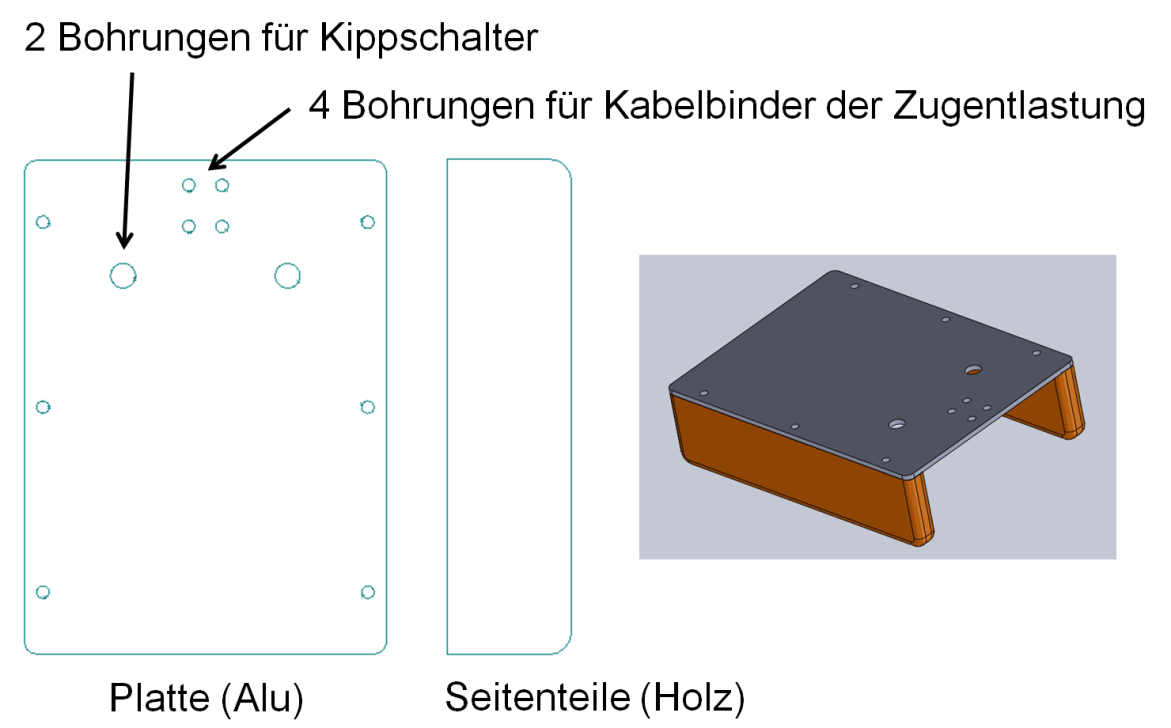 2 Bohrungen für Kippschalter
4 Bohrungen für Kabelbinder der Zugentlastung
Platte (Alu)
Seitenteile (Holz)